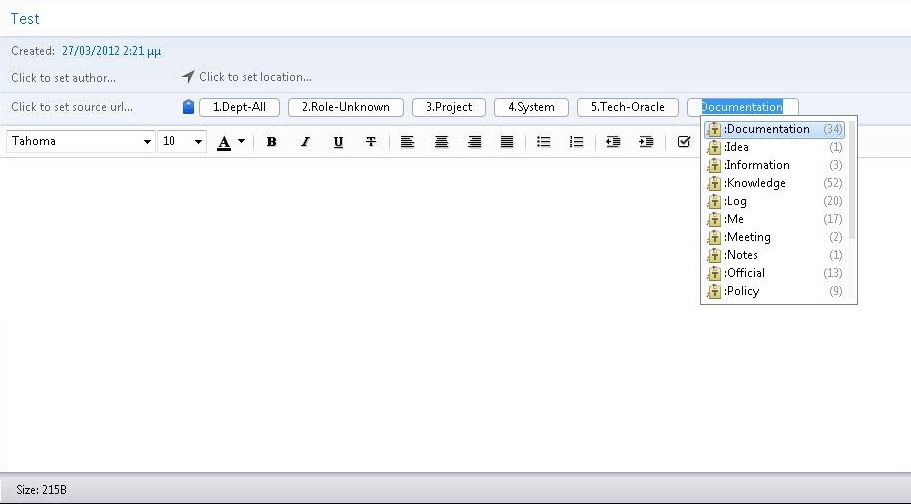 Test
Created: 27/03/2012 2:21 μμ
Click to set author... Click to set location...
Click to set source url... 1.Dept-All 2.Role-Unknown 3.Project 4.System 5.Tech-Oracle Documentation
Tahoma 10 A B I U T
:Documentation (34)
:Idea (1)
:Information (3)
:Knowledge (52)
:Log (20)
:Me (17)
:Meeting (2)
:Notes (1)
:Official (13)
:Policy (9)
Size: 215B